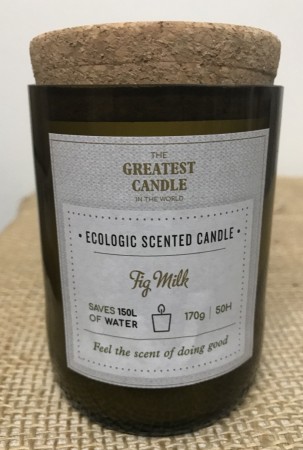 THE
GREATEST
CANDLE
IN THE WORLD
• ECOLOGIC SCENTED CANDLE •
Fig Milk
SAVES 150L
OF WATER
170g | 50H
Feel the scent of doing good